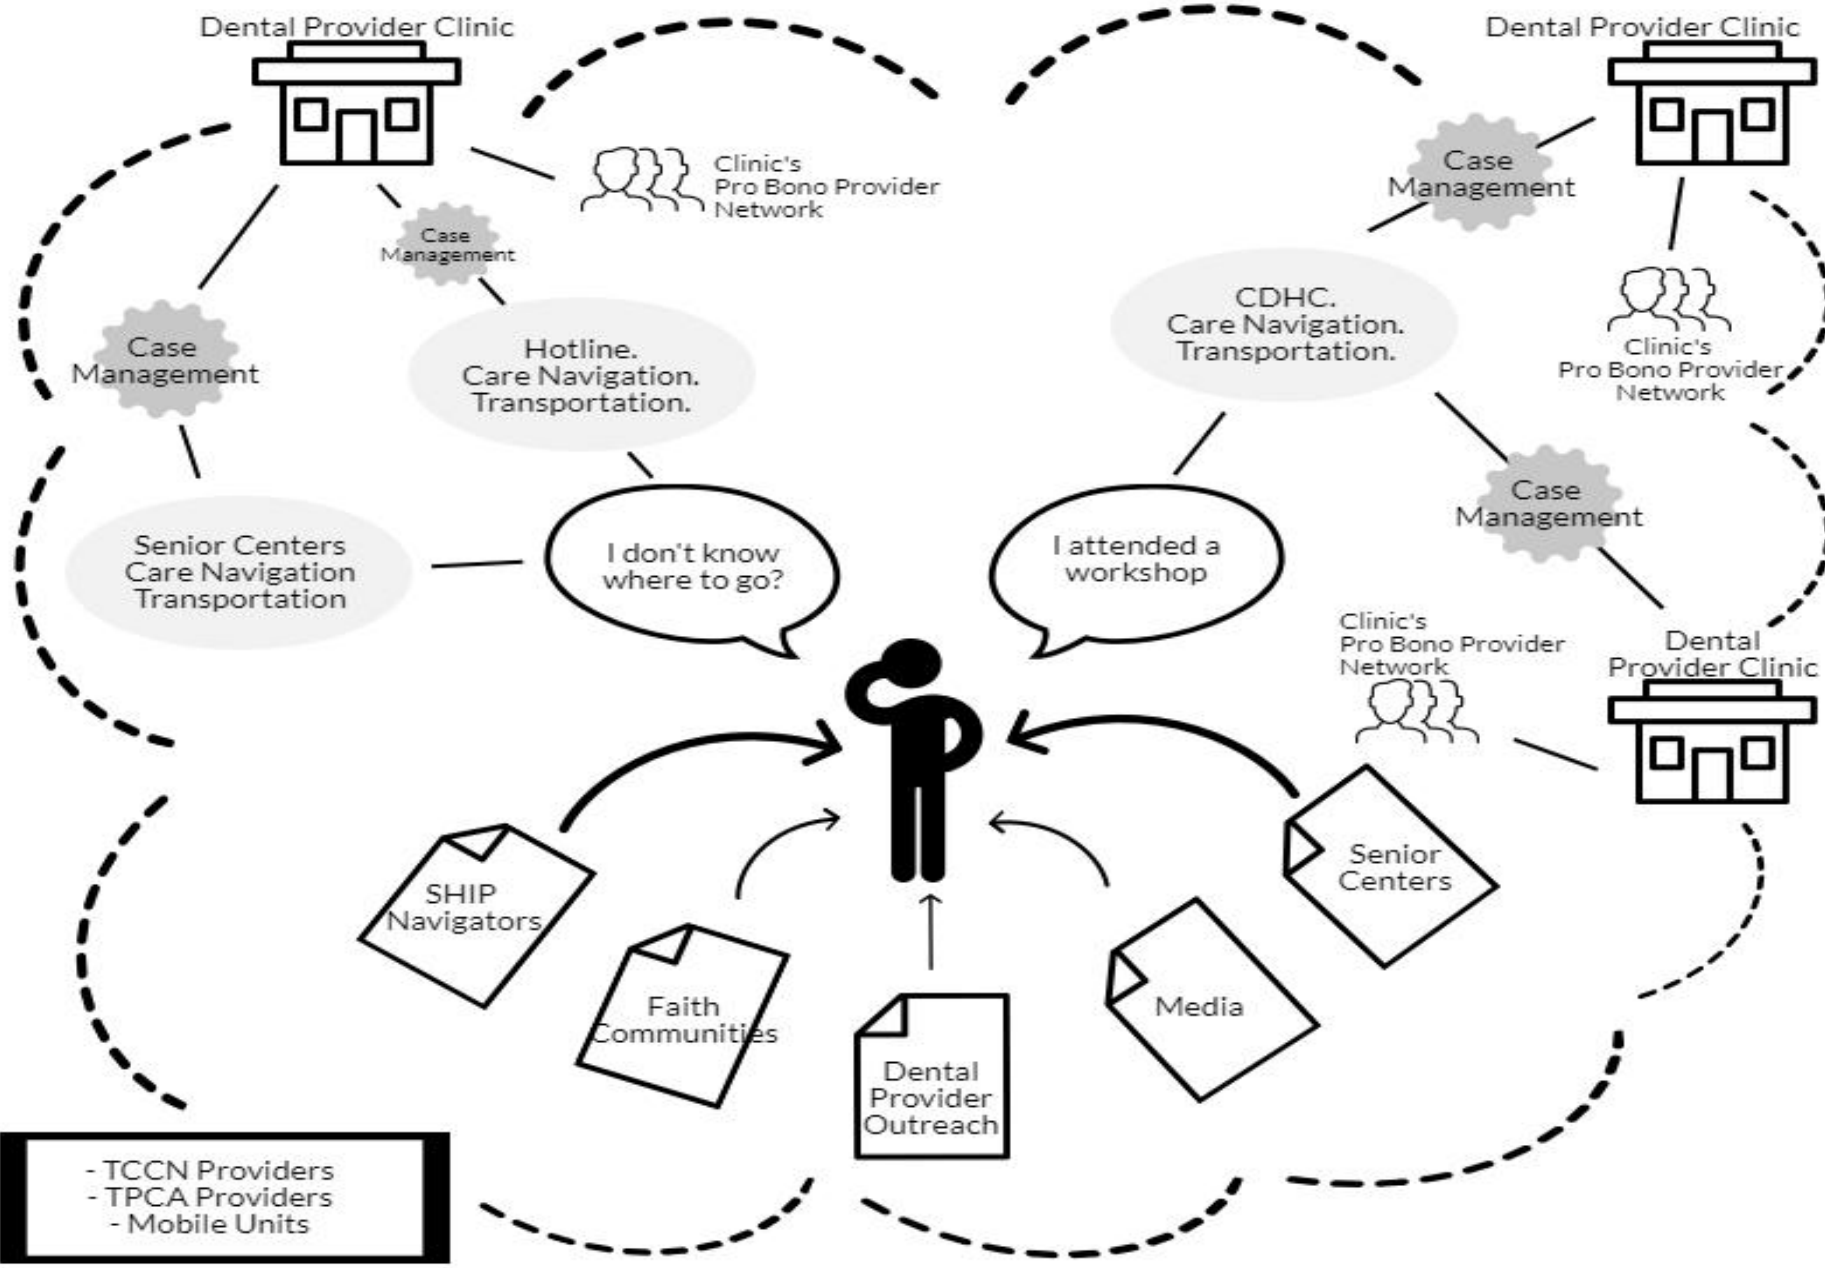 Dental Provider Clinic
Dental Provider Clinic
Clinic's
Pro Bono Provider
Network
Case
Management
Case
Management
Case
Management
Hotline.
Care Navigation.
Transportation.
CDHC.
Care Navigation.
Transportation.
Clinic's
Pro Bono Provider
Network
Case
Management
Senior Centers
Care Navigation
Transportation
I don't know
where to go?
I attended a
workshop
Clinic's
Pro Bono Provider
Network
Dental
Provider Clinic
SHIP
Navigators
Faith
Communities
Dental
Provider
Outreach
Media
Senior
Centers
- TCCN Providers
- TPCA Providers
- Mobile Units